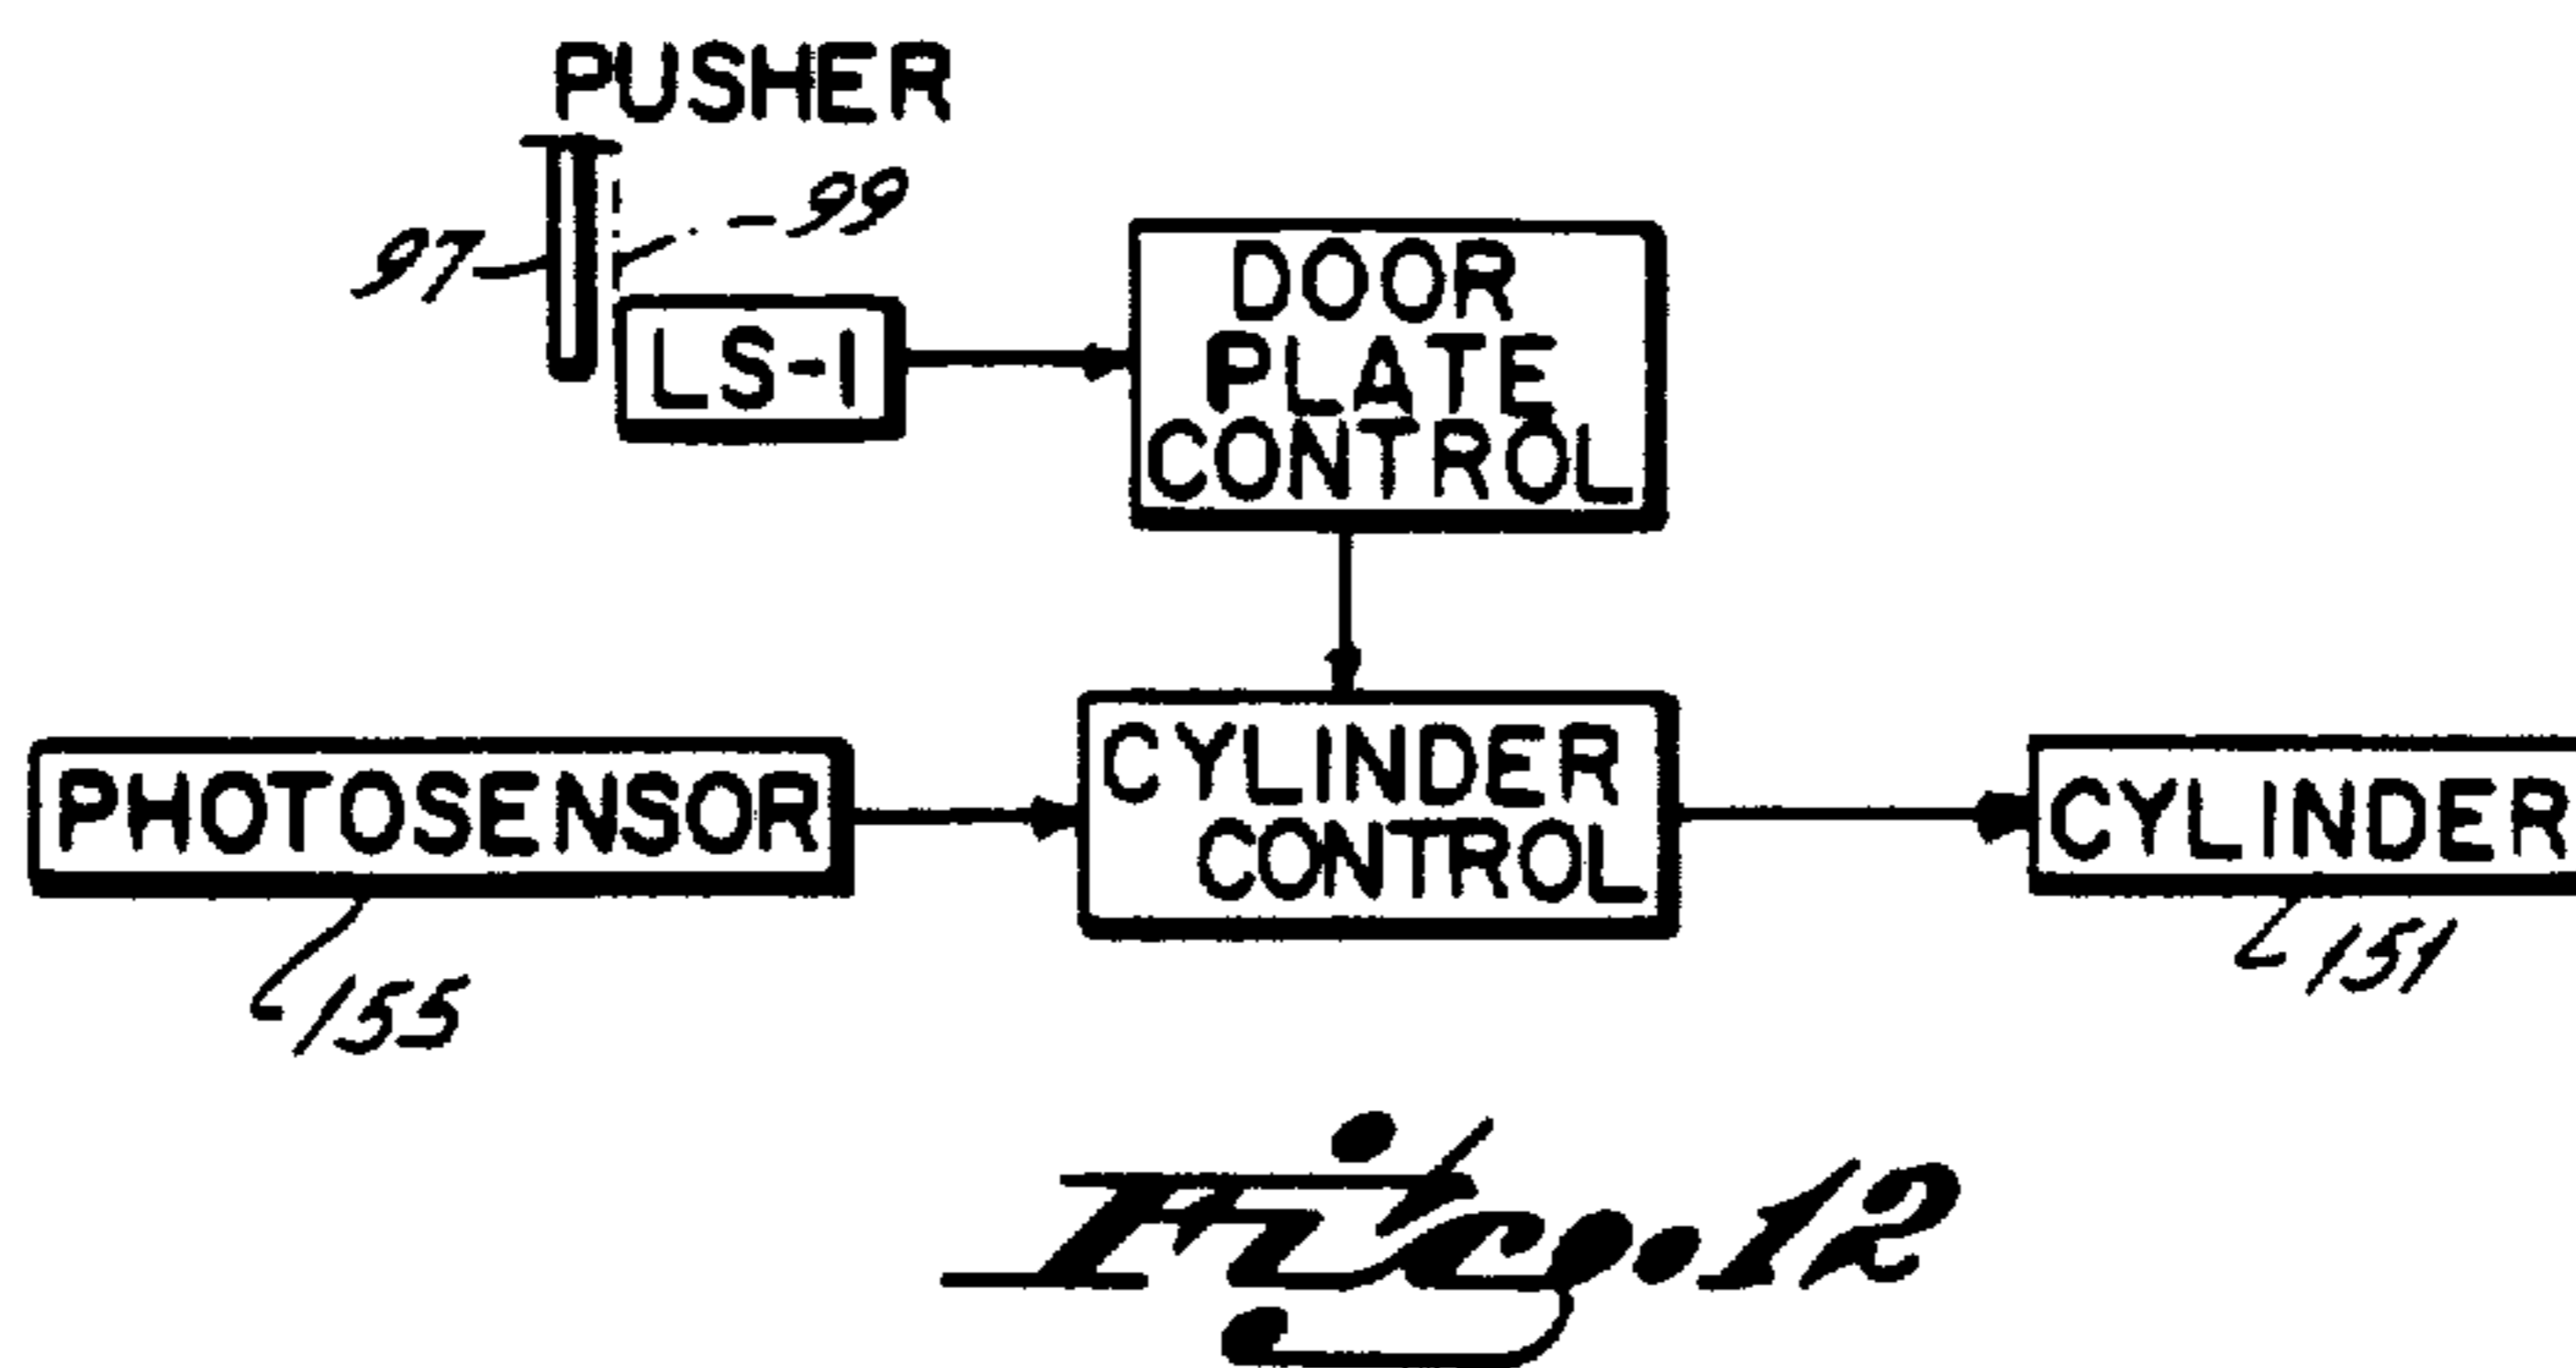 PUSHER
97
99
LS-1
DOOR
PLATE
CONTROL
PHOTOSENSOR
155
CYLINDER
CONTROL
CYLINDER
151
Fig. 12